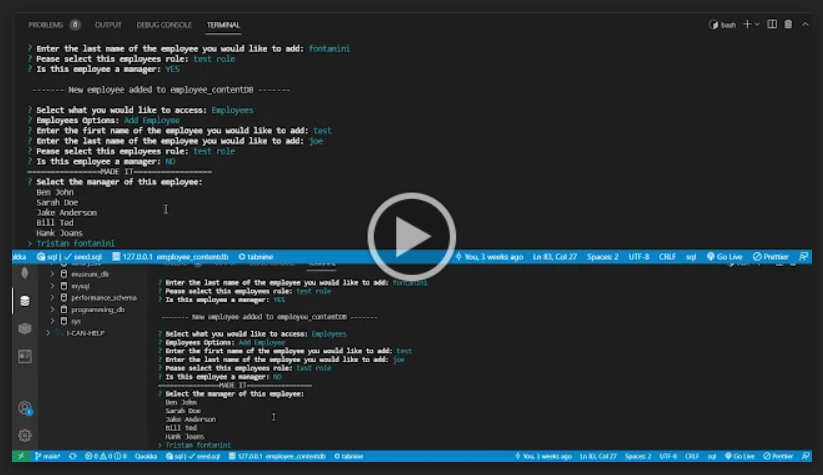 PROBLEMS 8 OUTPUT DEBUG CONSOLE TERMINAL bash
? Enter the last name of the employee you would like to add: fontanini
? Pease select this employees role: test role
? Is this employee a manager: YES
------- New employee added to employee_contentDB -------
? Select what you would like to access: Employees
? Employees Options: Add Employee
? Enter the first name of the employee you would like to add: test
? Enter the last name of the employee you would like to add: joe
? Pease select this employees role: test role
? Is this employee a manager: NO
================MADE IT=================
? Select the manager of this employee:
Ben John
Sarah Doe
Jake Anderson
Bill Ted
Hank Joans
> Tristan fontanini
kka sql | ✓ seed.sql 127.0.0.1 employee_contentdb tabnine You, 3 weeks ago Ln 83, Col 27 Spaces: 2 UTF-8 CRLF sql Go Live Prettier
> museum_db
> mysql
> performance_schema
> programming_db
> sys
> I-CAN-HELP
? Enter the last name of the employee you would like to add: fontanini
? Pease select this employees role: test role
? Is this employee a manager: YES
------- New employee added to employee_contentDB -------
? Select what you would like to access: Employees
? Employees Options: Add Employee
? Enter the first name of the employee you would like to add: test
? Enter the last name of the employee you would like to add: joe
? Pease select this employees role: test role
? Is this employee a manager: NO
================MADE IT=================
? Select the manager of this employee:
Ben John
Sarah Doe
Jake Anderson
Bill Ted
Hank Joans
> Tristan fontanini
main* 0 0 0 Quokka sql | ✓ seed.sql 127.0.0.1 employee_contentdb tabnine You, 3 weeks ago Ln 83, Col 27 Spaces: 2 UTF-8 CRLF sql Go Live Prettier